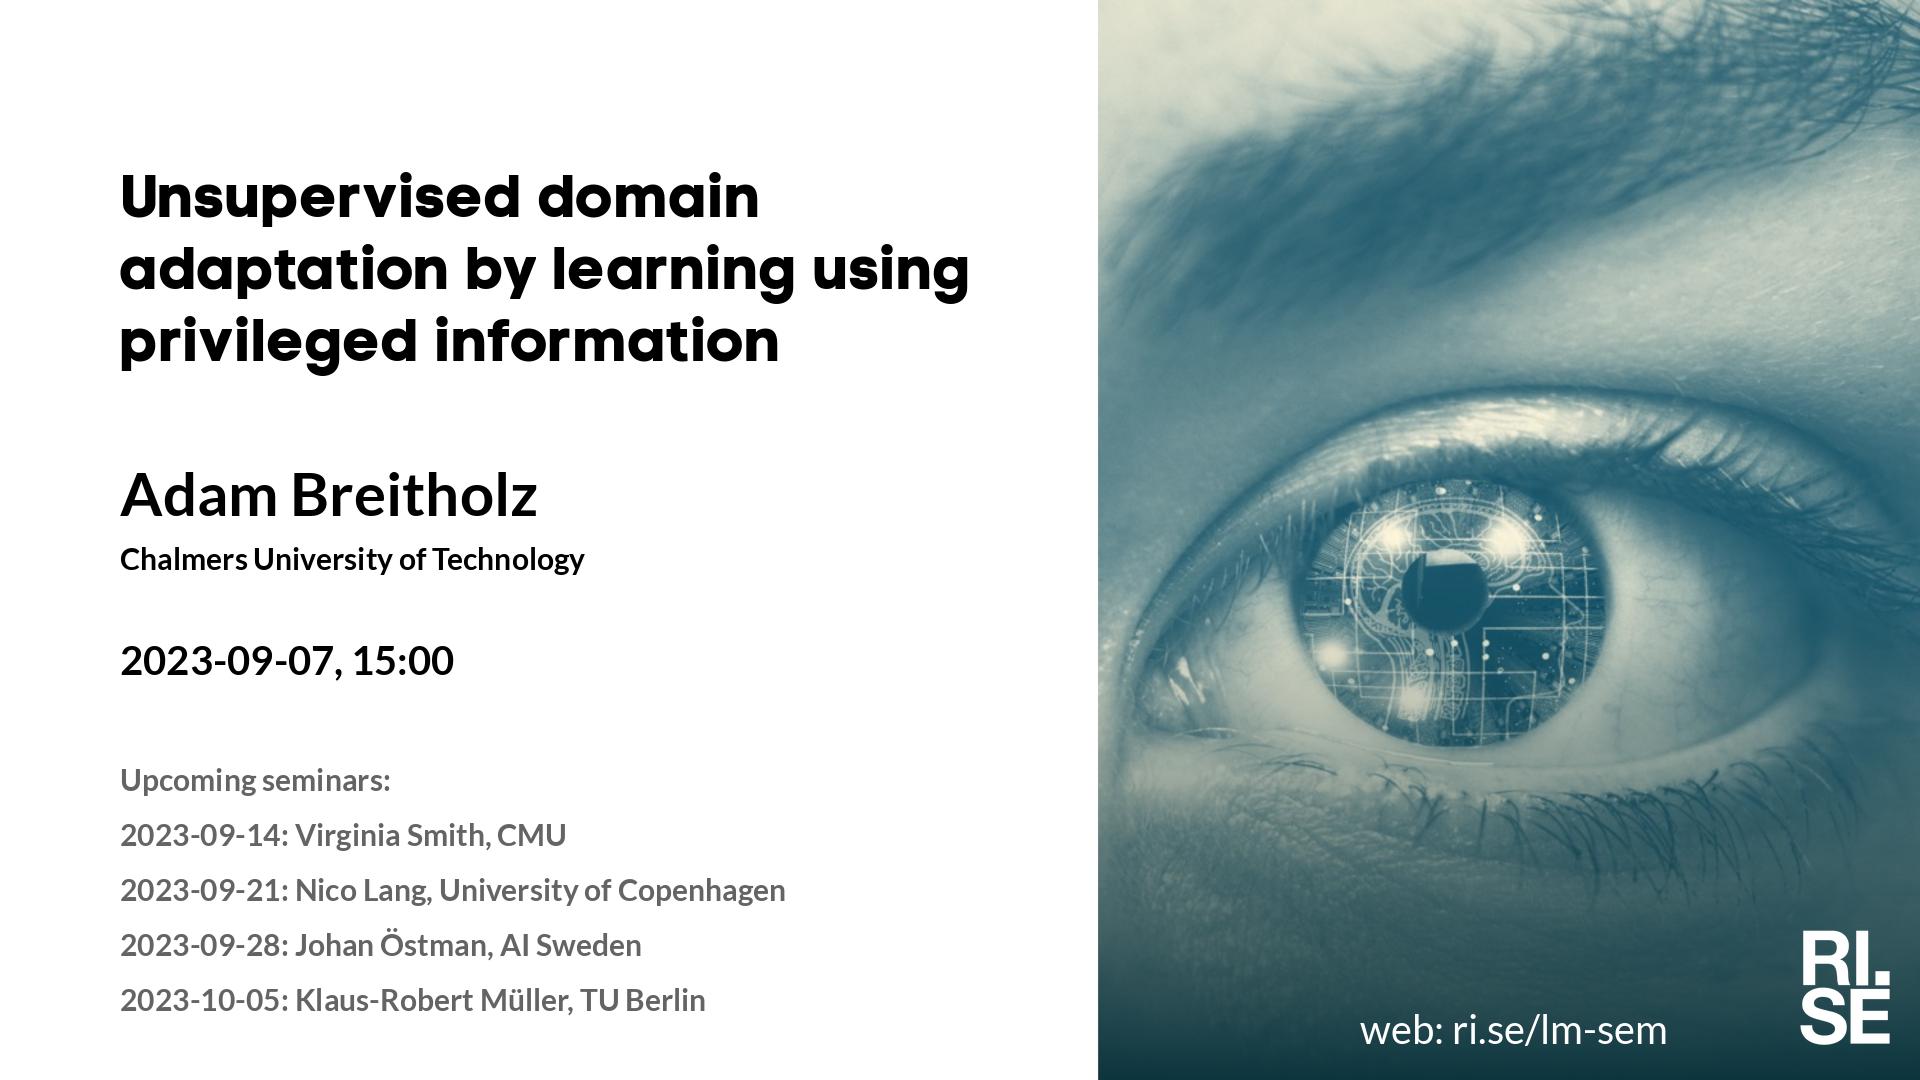 Unsupervised domain
adaptation by learning using
privileged information
Adam Breitholz
Chalmers University of Technology
2023-09-07, 15:00
Upcoming seminars:
2023-09-14: Virginia Smith, CMU
2023-09-21: Nico Lang, University of Copenhagen
2023-09-28: Johan Östman, AI Sweden
2023-10-05: Klaus-Robert Müller, TU Berlin
web: ri.se/lm-sem
RI.
SE